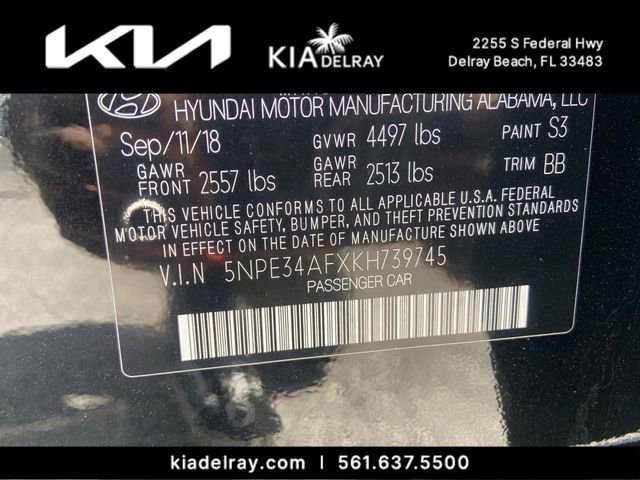 KIA
KIA DELRAY
2255 S Federal Hwy
Delray Beach, FL 33483
HYUNDAI MOTOR MANUFACTURING ALABAMA, LLC
Sep/11/18 GVWR 4497 lbs PAINT S3
GAWR FRONT 2557 lbs GAWR REAR 2513 lbs TRIM BB
THIS VEHICLE CONFORMS TO ALL APPLICABLE U.S.A. FEDERAL
MOTOR VEHICLE SAFETY, BUMPER, AND THEFT PREVENTION STANDARDS
IN EFFECT ON THE DATE OF MANUFACTURE SHOWN ABOVE
V.I.N 5NPE34AFXKH739745
PASSENGER CAR
kiadelray.com | 561.637.5500